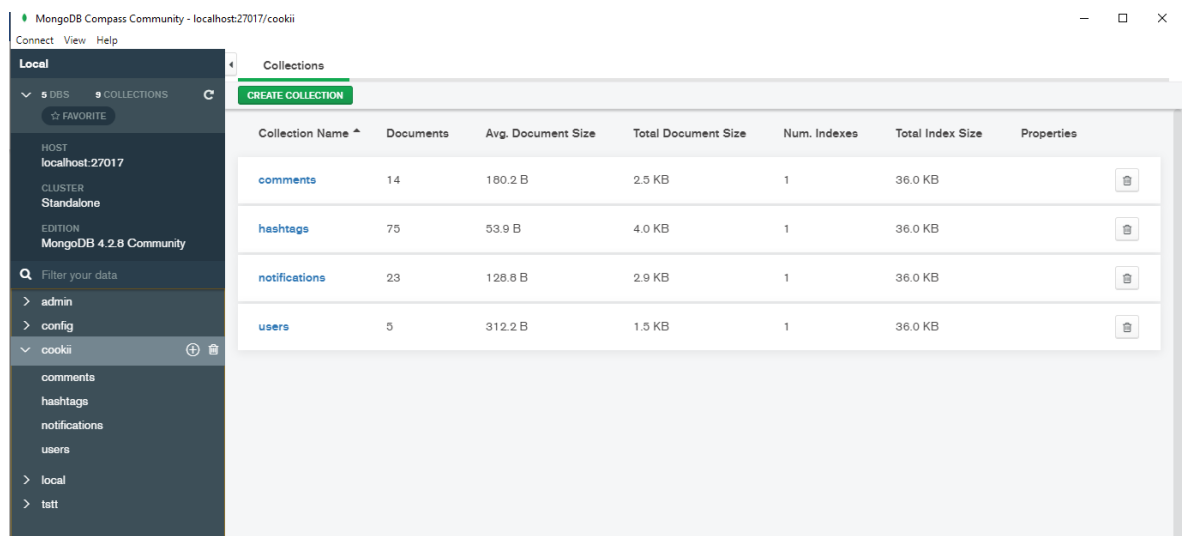 MongoDB Compass Community - localhost:27017/cookii
Connect View Help
Local
5 DBS 9 COLLECTIONS
FAVORITE
HOST
localhost:27017
CLUSTER
Standalone
EDITION
MongoDB 4.2.8 Community
Filter your data
admin
config
cookii
comments
hashtags
notifications
users
local
tstt
Collections
CREATE COLLECTION
Collection Name Documents Avg. Document Size Total Document Size Num. Indexes Total Index Size Properties
comments 14 180.2 B 2.5 KB 1 36.0 KB
hashtags 75 53.9 B 4.0 KB 1 36.0 KB
notifications 23 128.8 B 2.9 KB 1 36.0 KB
users 5 312.2 B 1.5 KB 1 36.0 KB